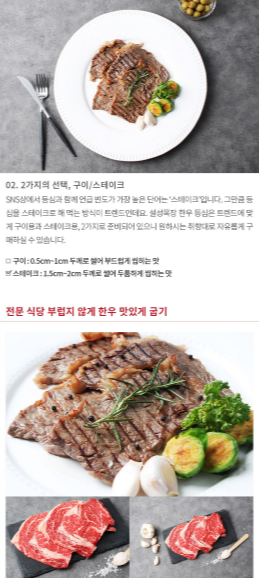 02. 2가지의 선택, 구이/스테이크
SNS상에서 등심과 함께 언급 빈도가 가장 높은 단어는 '스테이크'입니다. 그만큼 등
심을 스테이크로 해 먹는 방식이 트렌드인데요. 설성목장 한우 등심은 트렌드에 맞
게 구이용과 스테이크용, 2가지로 준비되어 있으니 원하시는 취향대로 자유롭게 구
매하실 수 있습니다.
□ 구이 : 0.5cm~1cm 두께로 썰어 부드럽게 씹히는 맛
스테이크 : 1.5cm~2cm 두께로 썰어 두툼하게 씹히는 맛
전문 식당 부럽지 않게 한우 맛있게 굽기